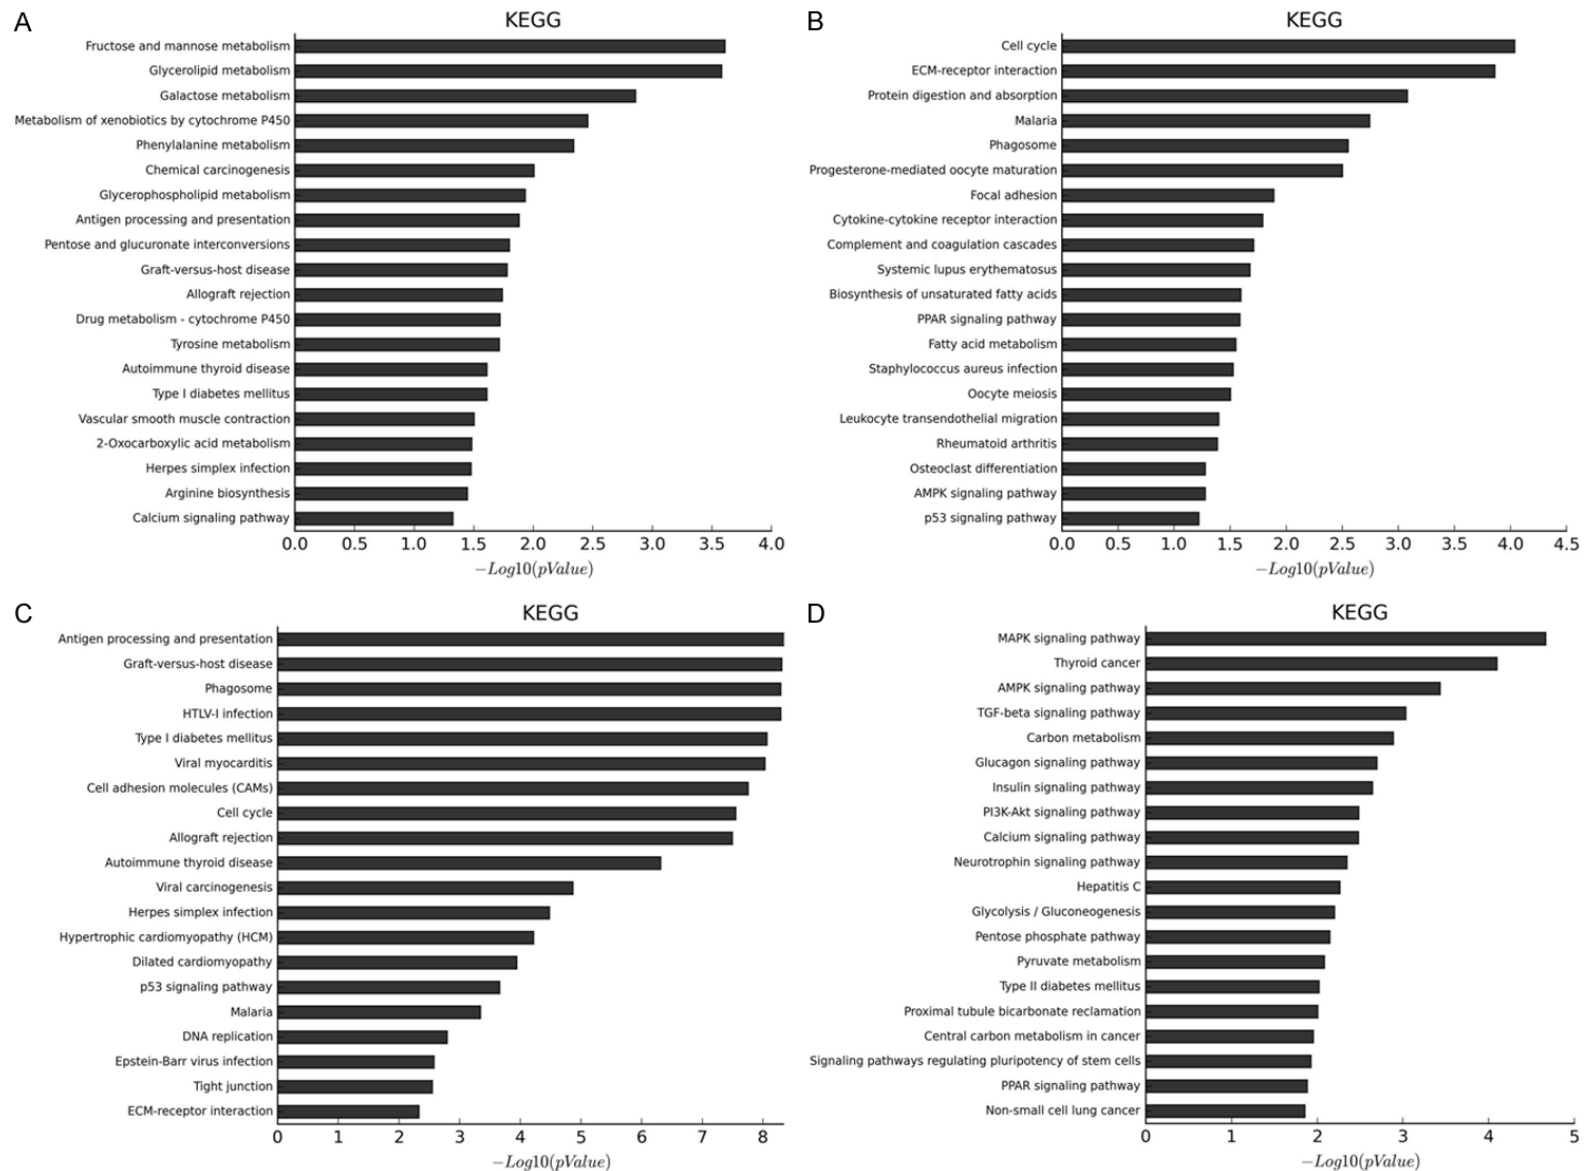 A
KEGG
Fructose and mannose metabolism
Glycerolipid metabolism
Galactose metabolism
Metabolism of xenobiotics by cytochrome P450
Phenylalanine metabolism
Chemical carcinogenesis
Glycerophospholipid metabolism
Antigen processing and presentation
Pentose and glucuronate interconversions
Graft-versus-host disease
Allograft rejection
Drug metabolism - cytochrome P450
Tyrosine metabolism
Autoimmune thyroid disease
Type I diabetes mellitus
Vascular smooth muscle contraction
2-Oxocarboxylic acid metabolism
Herpes simplex infection
Arginine biosynthesis
Calcium signaling pathway
0.0 0.5 1.0 1.5 2.0 2.5 3.0 3.5 4.0
−Log10(pValue)
B
KEGG
Cell cycle
ECM-receptor interaction
Protein digestion and absorption
Malaria
Phagosome
Progesterone-mediated oocyte maturation
Focal adhesion
Cytokine-cytokine receptor interaction
Complement and coagulation cascades
Systemic lupus erythematosus
Biosynthesis of unsaturated fatty acids
PPAR signaling pathway
Fatty acid metabolism
Staphylococcus aureus infection
Oocyte meiosis
Leukocyte transendothelial migration
Rheumatoid arthritis
Osteoclast differentiation
AMPK signaling pathway
p53 signaling pathway
0.0 0.5 1.0 1.5 2.0 2.5 3.0 3.5 4.0 4.5
−Log10(pValue)
C
KEGG
Antigen processing and presentation
Graft-versus-host disease
Phagosome
HTLV-I infection
Type I diabetes mellitus
Viral myocarditis
Cell adhesion molecules (CAMs)
Cell cycle
Allograft rejection
Autoimmune thyroid disease
Viral carcinogenesis
Herpes simplex infection
Hypertrophic cardiomyopathy (HCM)
Dilated cardiomyopathy
p53 signaling pathway
Malaria
DNA replication
Epstein-Barr virus infection
Tight junction
ECM-receptor interaction
0 1 2 3 4 5 6 7 8
−Log10(pValue)
D
KEGG
MAPK signaling pathway
Thyroid cancer
AMPK signaling pathway
TGF-beta signaling pathway
Carbon metabolism
Glucagon signaling pathway
Insulin signaling pathway
PI3K-Akt signaling pathway
Calcium signaling pathway
Neurotrophin signaling pathway
Hepatitis C
Glycolysis / Gluconeogenesis
Pentose phosphate pathway
Pyruvate metabolism
Type II diabetes mellitus
Proximal tubule bicarbonate reclamation
Central carbon metabolism in cancer
Signaling pathways regulating pluripotency of stem cells
PPAR signaling pathway
Non-small cell lung cancer
0 1 2 3 4 5
−Log10(pValue)